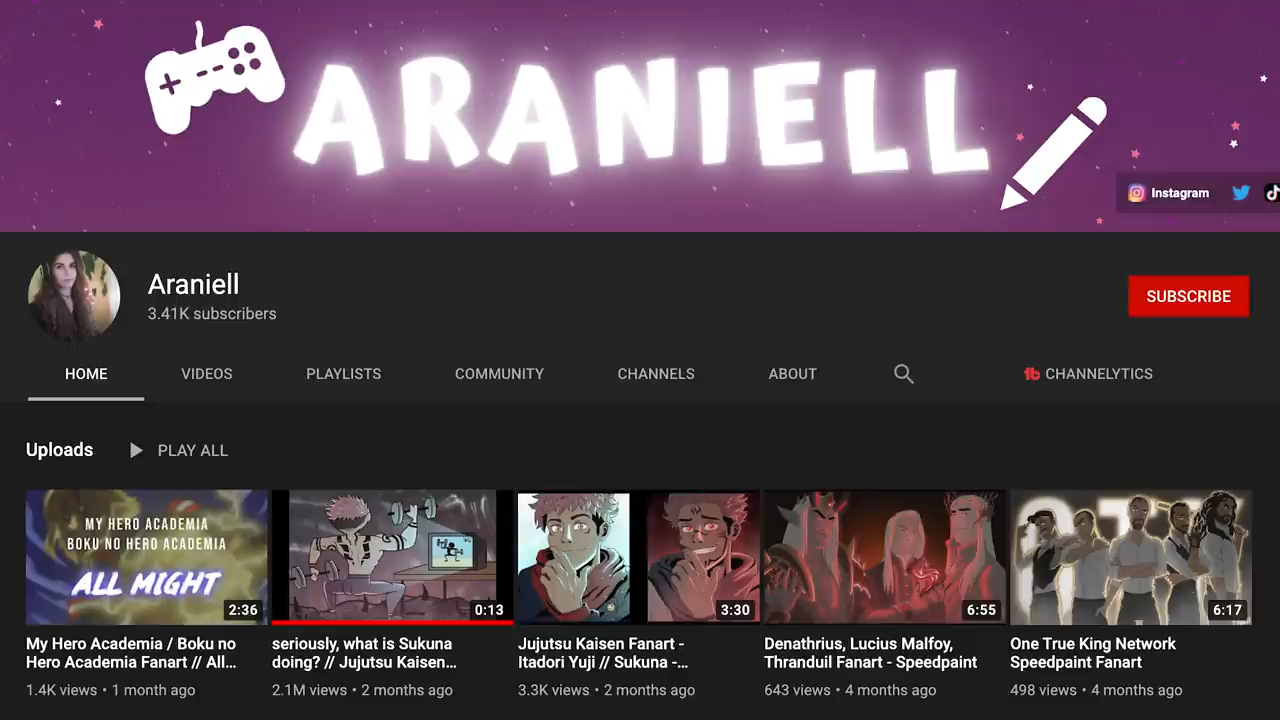 ARANIELL
Instagram
Araniell
3.41K subscribers
SUBSCRIBE
HOME VIDEOS PLAYLISTS COMMUNITY CHANNELS ABOUT CHANNELYTICS
Uploads PLAY ALL
MY HERO ACADEMIA
BOKU NO HERO ACADEMIA
ALL MIGHT
2:36
0:13
3:30
6:55
6:17
My Hero Academia / Boku no
Hero Academia Fanart // All...
1.4K views • 1 month ago
seriously, what is Sukuna
doing? // Jujutsu Kaisen...
2.1M views • 2 months ago
Jujutsu Kaisen Fanart -
Itadori Yuji // Sukuna -...
3.3K views • 2 months ago
Denathrius, Lucius Malfoy,
Thranduil Fanart - Speedpaint
643 views • 4 months ago
One True King Network
Speedpaint Fanart
498 views • 4 months ago